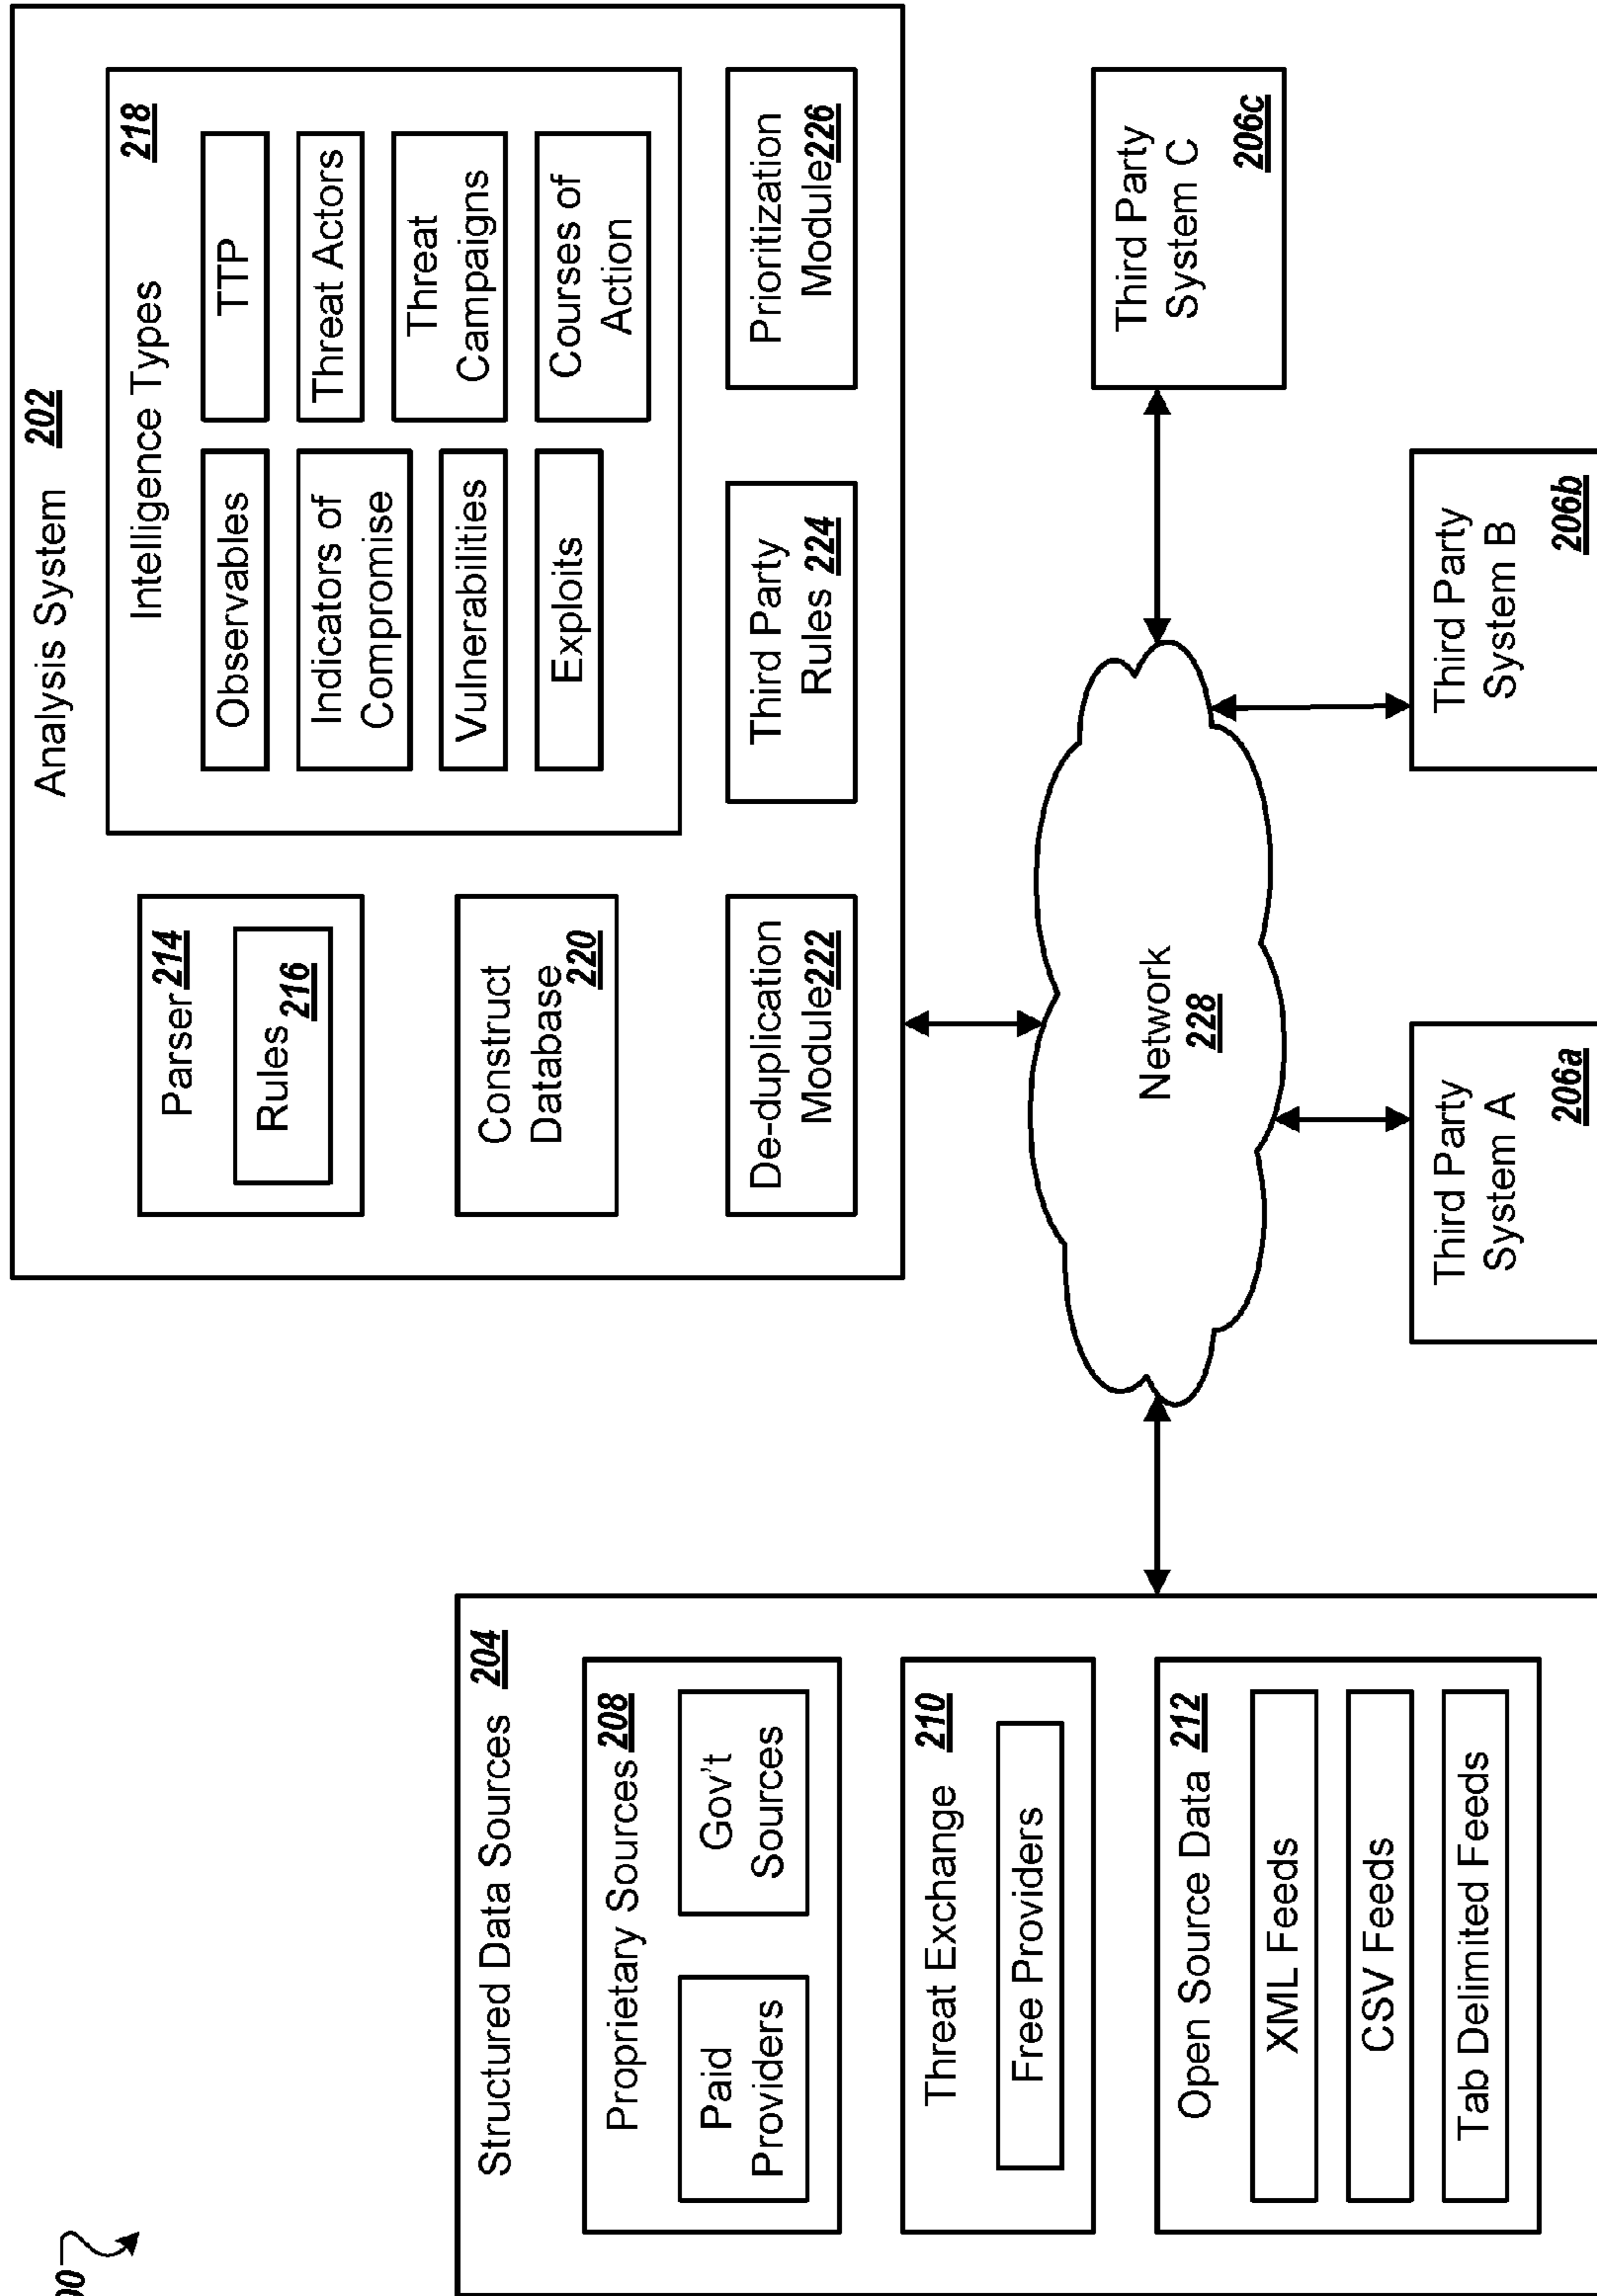 00
Analysis System 202
Parser 214
Rules 216
Construct
Database 220
De-duplication
Module 222
Intelligence Types 218
Observables
Indicators of
Compromise
Vulnerabilities
Exploits
TTP
Threat Actors
Threat
Campaigns
Courses of
Action
Third Party
Rules 224
Prioritization
Module 226
Structured Data Sources 204
Proprietary Sources 208
Paid
Providers
Gov't
Sources
Threat Exchange 210
Free Providers
Open Source Data 212
XML Feeds
CSV Feeds
Tab Delimited Feeds
Network
228
Third Party
System A
206a
Third Party
System B
206b
Third Party
System C
206c